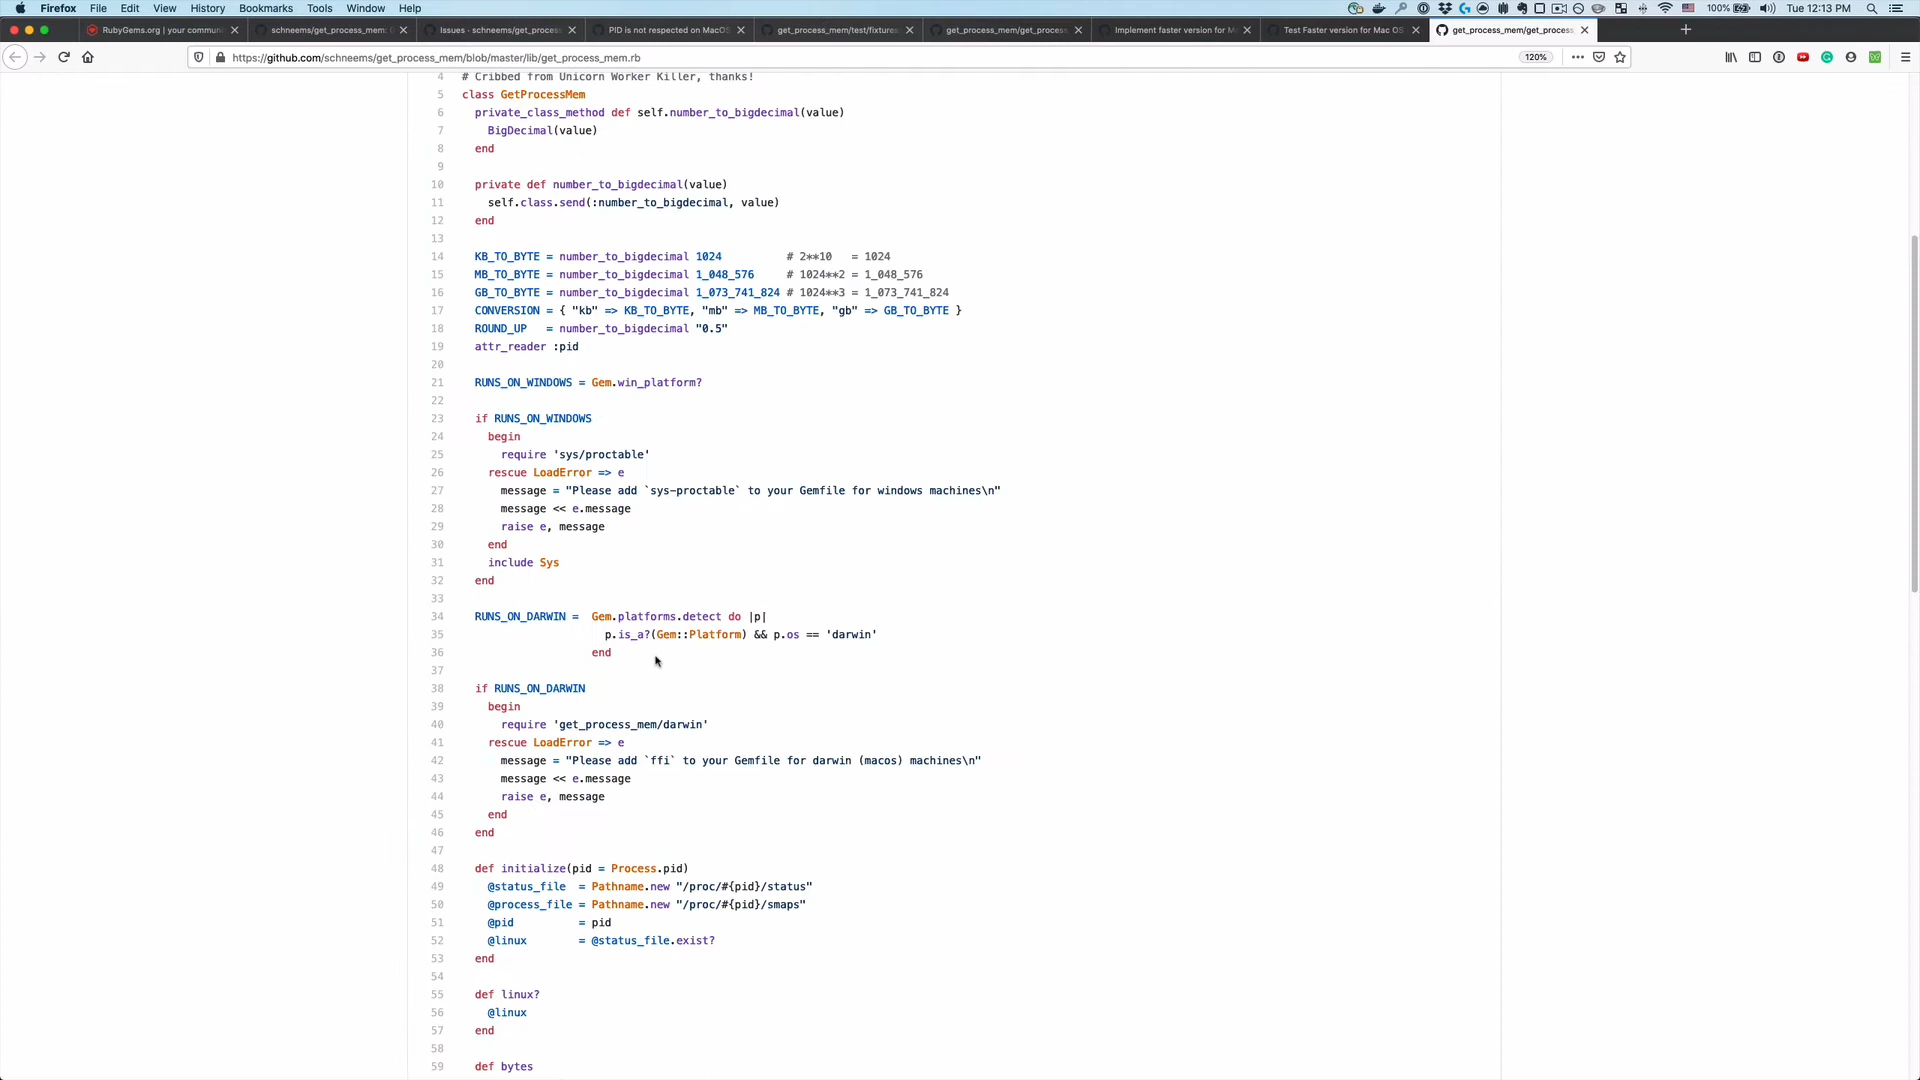 Firefox File Edit View History Bookmarks Tools Window Help
100% Tue 12:13 PM
RubyGems.org | your commun
schneems/get_process_mem:
Issues · schneems/get_proces
PID is not respected on MacOS
get_process_mem/test/fixtures
get_process_mem/get_process
Implement faster version for M
Test Faster version for Mac OS
get_process_mem/get_process
https://github.com/schneems/get_process_mem/blob/master/lib/get_process_mem.rb
120%
4 # Cribbed from Unicorn Worker Killer, thanks!
5 class GetProcessMem
6 private_class_method def self.number_to_bigdecimal(value)
7 BigDecimal(value)
8 end
9
10 private def number_to_bigdecimal(value)
11 self.class.send(:number_to_bigdecimal, value)
12 end
13
14 KB_TO_BYTE = number_to_bigdecimal 1024 # 2**10 = 1024
15 MB_TO_BYTE = number_to_bigdecimal 1_048_576 # 1024**2 = 1_048_576
16 GB_TO_BYTE = number_to_bigdecimal 1_073_741_824 # 1024**3 = 1_073_741_824
17 CONVERSION = { "kb" => KB_TO_BYTE, "mb" => MB_TO_BYTE, "gb" => GB_TO_BYTE }
18 ROUND_UP = number_to_bigdecimal "0.5"
19 attr_reader :pid
20
21 RUNS_ON_WINDOWS = Gem.win_platform?
22
23 if RUNS_ON_WINDOWS
24 begin
25 require 'sys/proctable'
26 rescue LoadError => e
27 message = "Please add `sys-proctable` to your Gemfile for windows machines\n"
28 message << e.message
29 raise e, message
30 end
31 include Sys
32 end
33
34 RUNS_ON_DARWIN = Gem.platforms.detect do |p|
35 p.is_a?(Gem::Platform) && p.os == 'darwin'
36 end
37
38 if RUNS_ON_DARWIN
39 begin
40 require 'get_process_mem/darwin'
41 rescue LoadError => e
42 message = "Please add `ffi` to your Gemfile for darwin (macos) machines\n"
43 message << e.message
44 raise e, message
45 end
46 end
47
48 def initialize(pid = Process.pid)
49 @status_file = Pathname.new "/proc/#{pid}/status"
50 @process_file = Pathname.new "/proc/#{pid}/smaps"
51 @pid = pid
52 @linux = @status_file.exist?
53 end
54
55 def linux?
56 @linux
57 end
58
59 def bytes